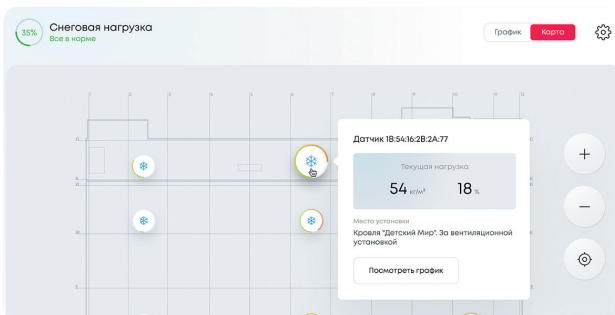 35%
Снеговая нагрузка
Все в норме
График
Карта
Датчик 1B:54:16:2B:2A:77
Текущая нагрузка
54 кг/м² 18 %
Место установки
Кровля "Детский Мир". За вентиляционной
установкой
Посмотреть график